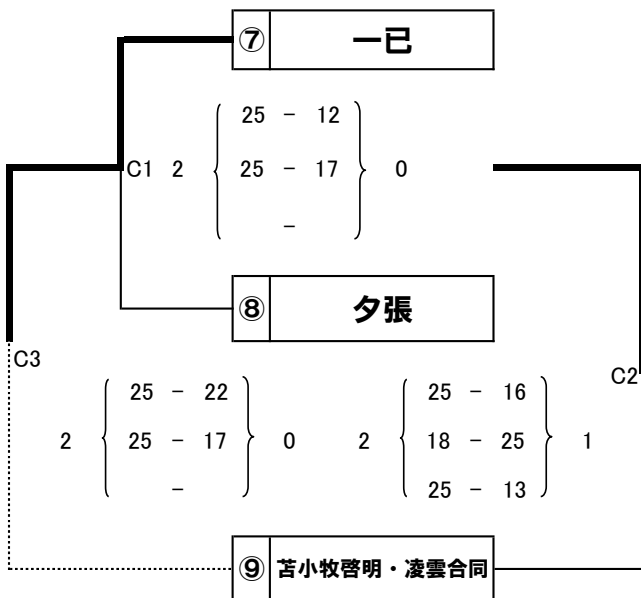 ⑦ 一已
25 － 12
C1 2 25 － 17 0
－
⑧ 夕張
C3
C2
25 － 22 25 － 16
2 25 － 17 0 2 18 － 25 1
－ 25 － 13
⑨ 苫小牧啓明・凌雲合同